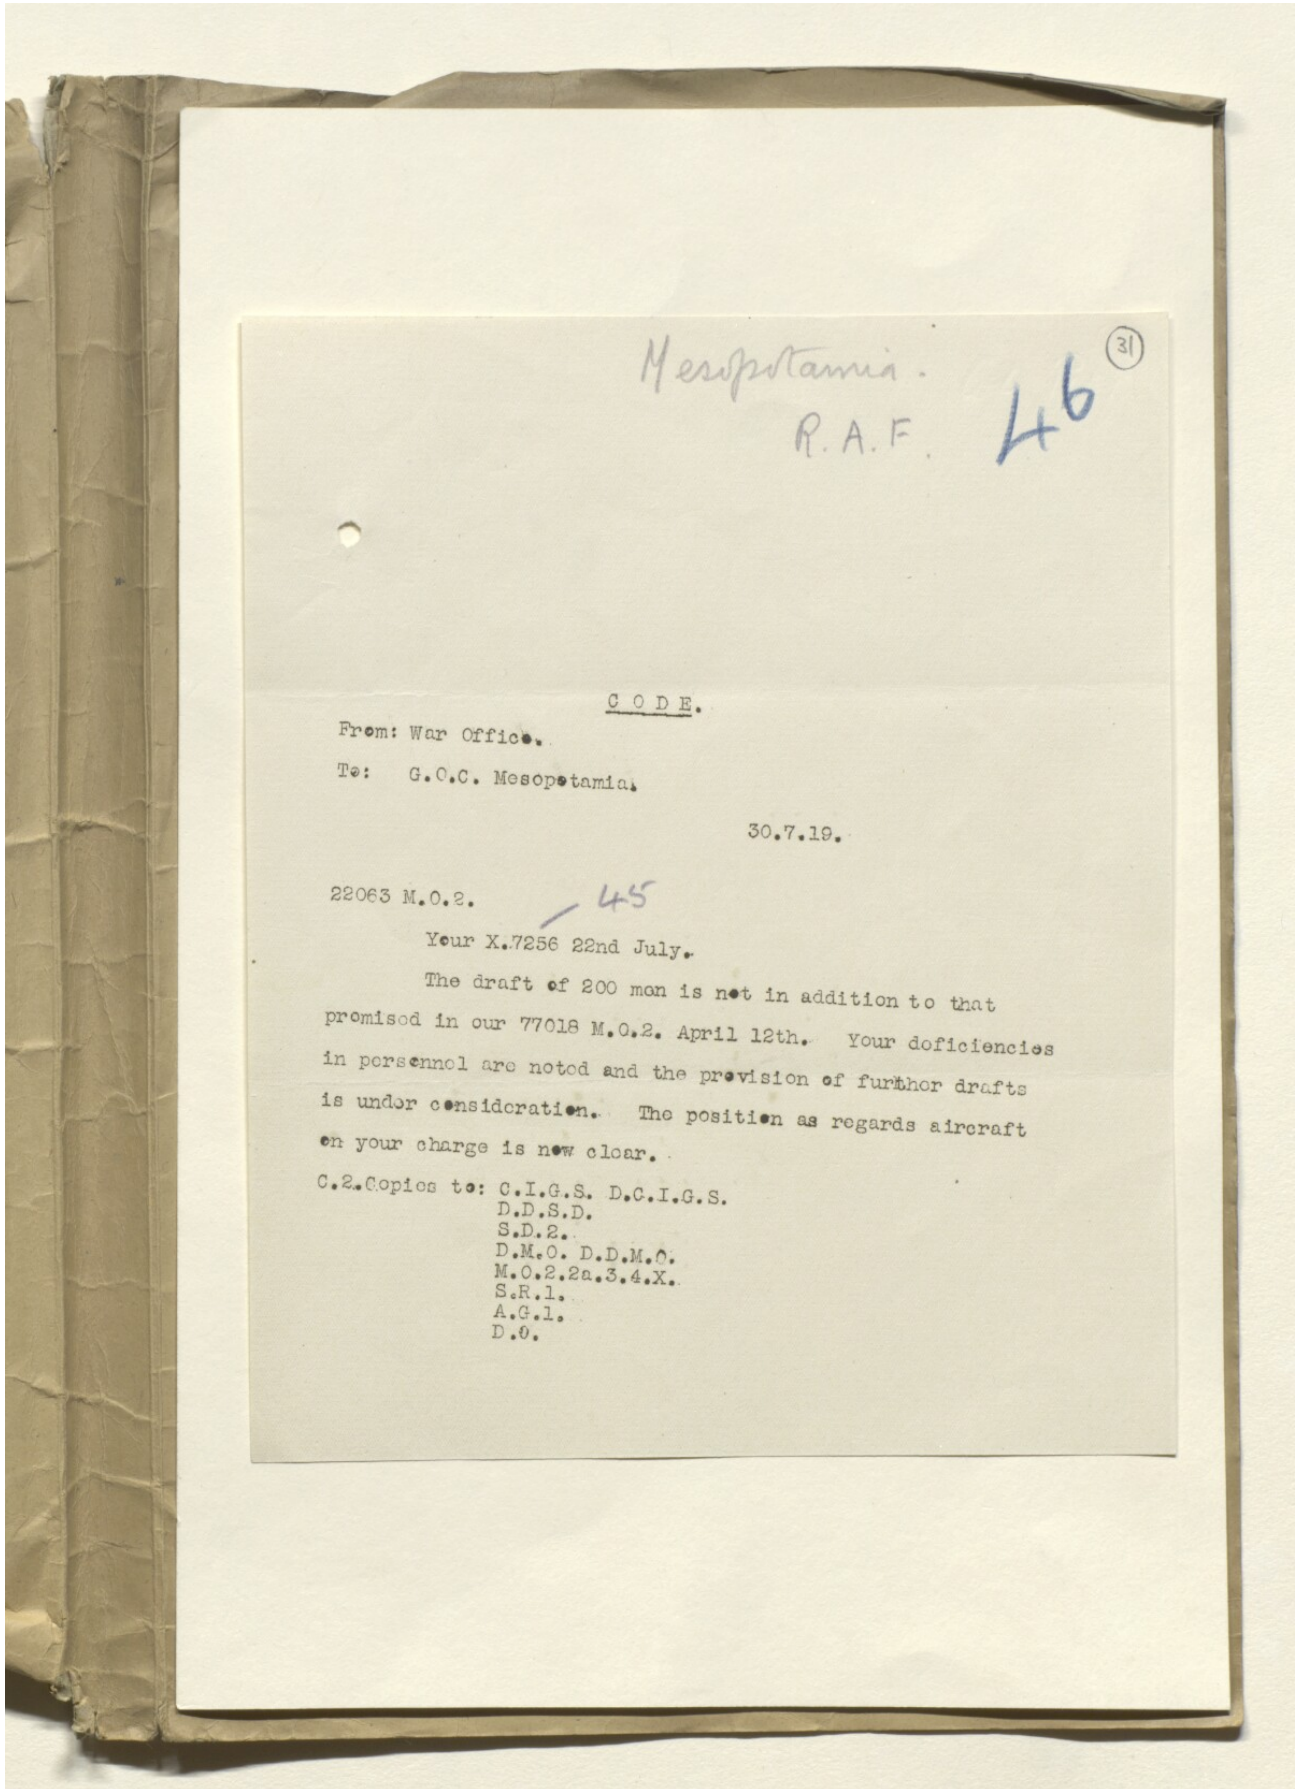 31
Mesopotamia.
R.A.F.
46
CODE.
From: War Office.
To: G.O.C. Mesopotamia.
30.7.19.
22063 M.O.2.
45
Your X.7256 22nd July.
The draft of 200 men is not in addition to that
promised in our 77018 M.O.2. April 12th. Your deficiencies
in personnel are noted and the provision of further drafts
is under consideration. The position as regards aircraft
on your charge is now clear.
C.2.Copies to: C.I.G.S. D.C.I.G.S.
D.D.S.D.
S.D.2.
D.M.O. D.D.M.O.
M.O.2.2a.3.4.X.
S.R.1.
A.G.1.
D.O.